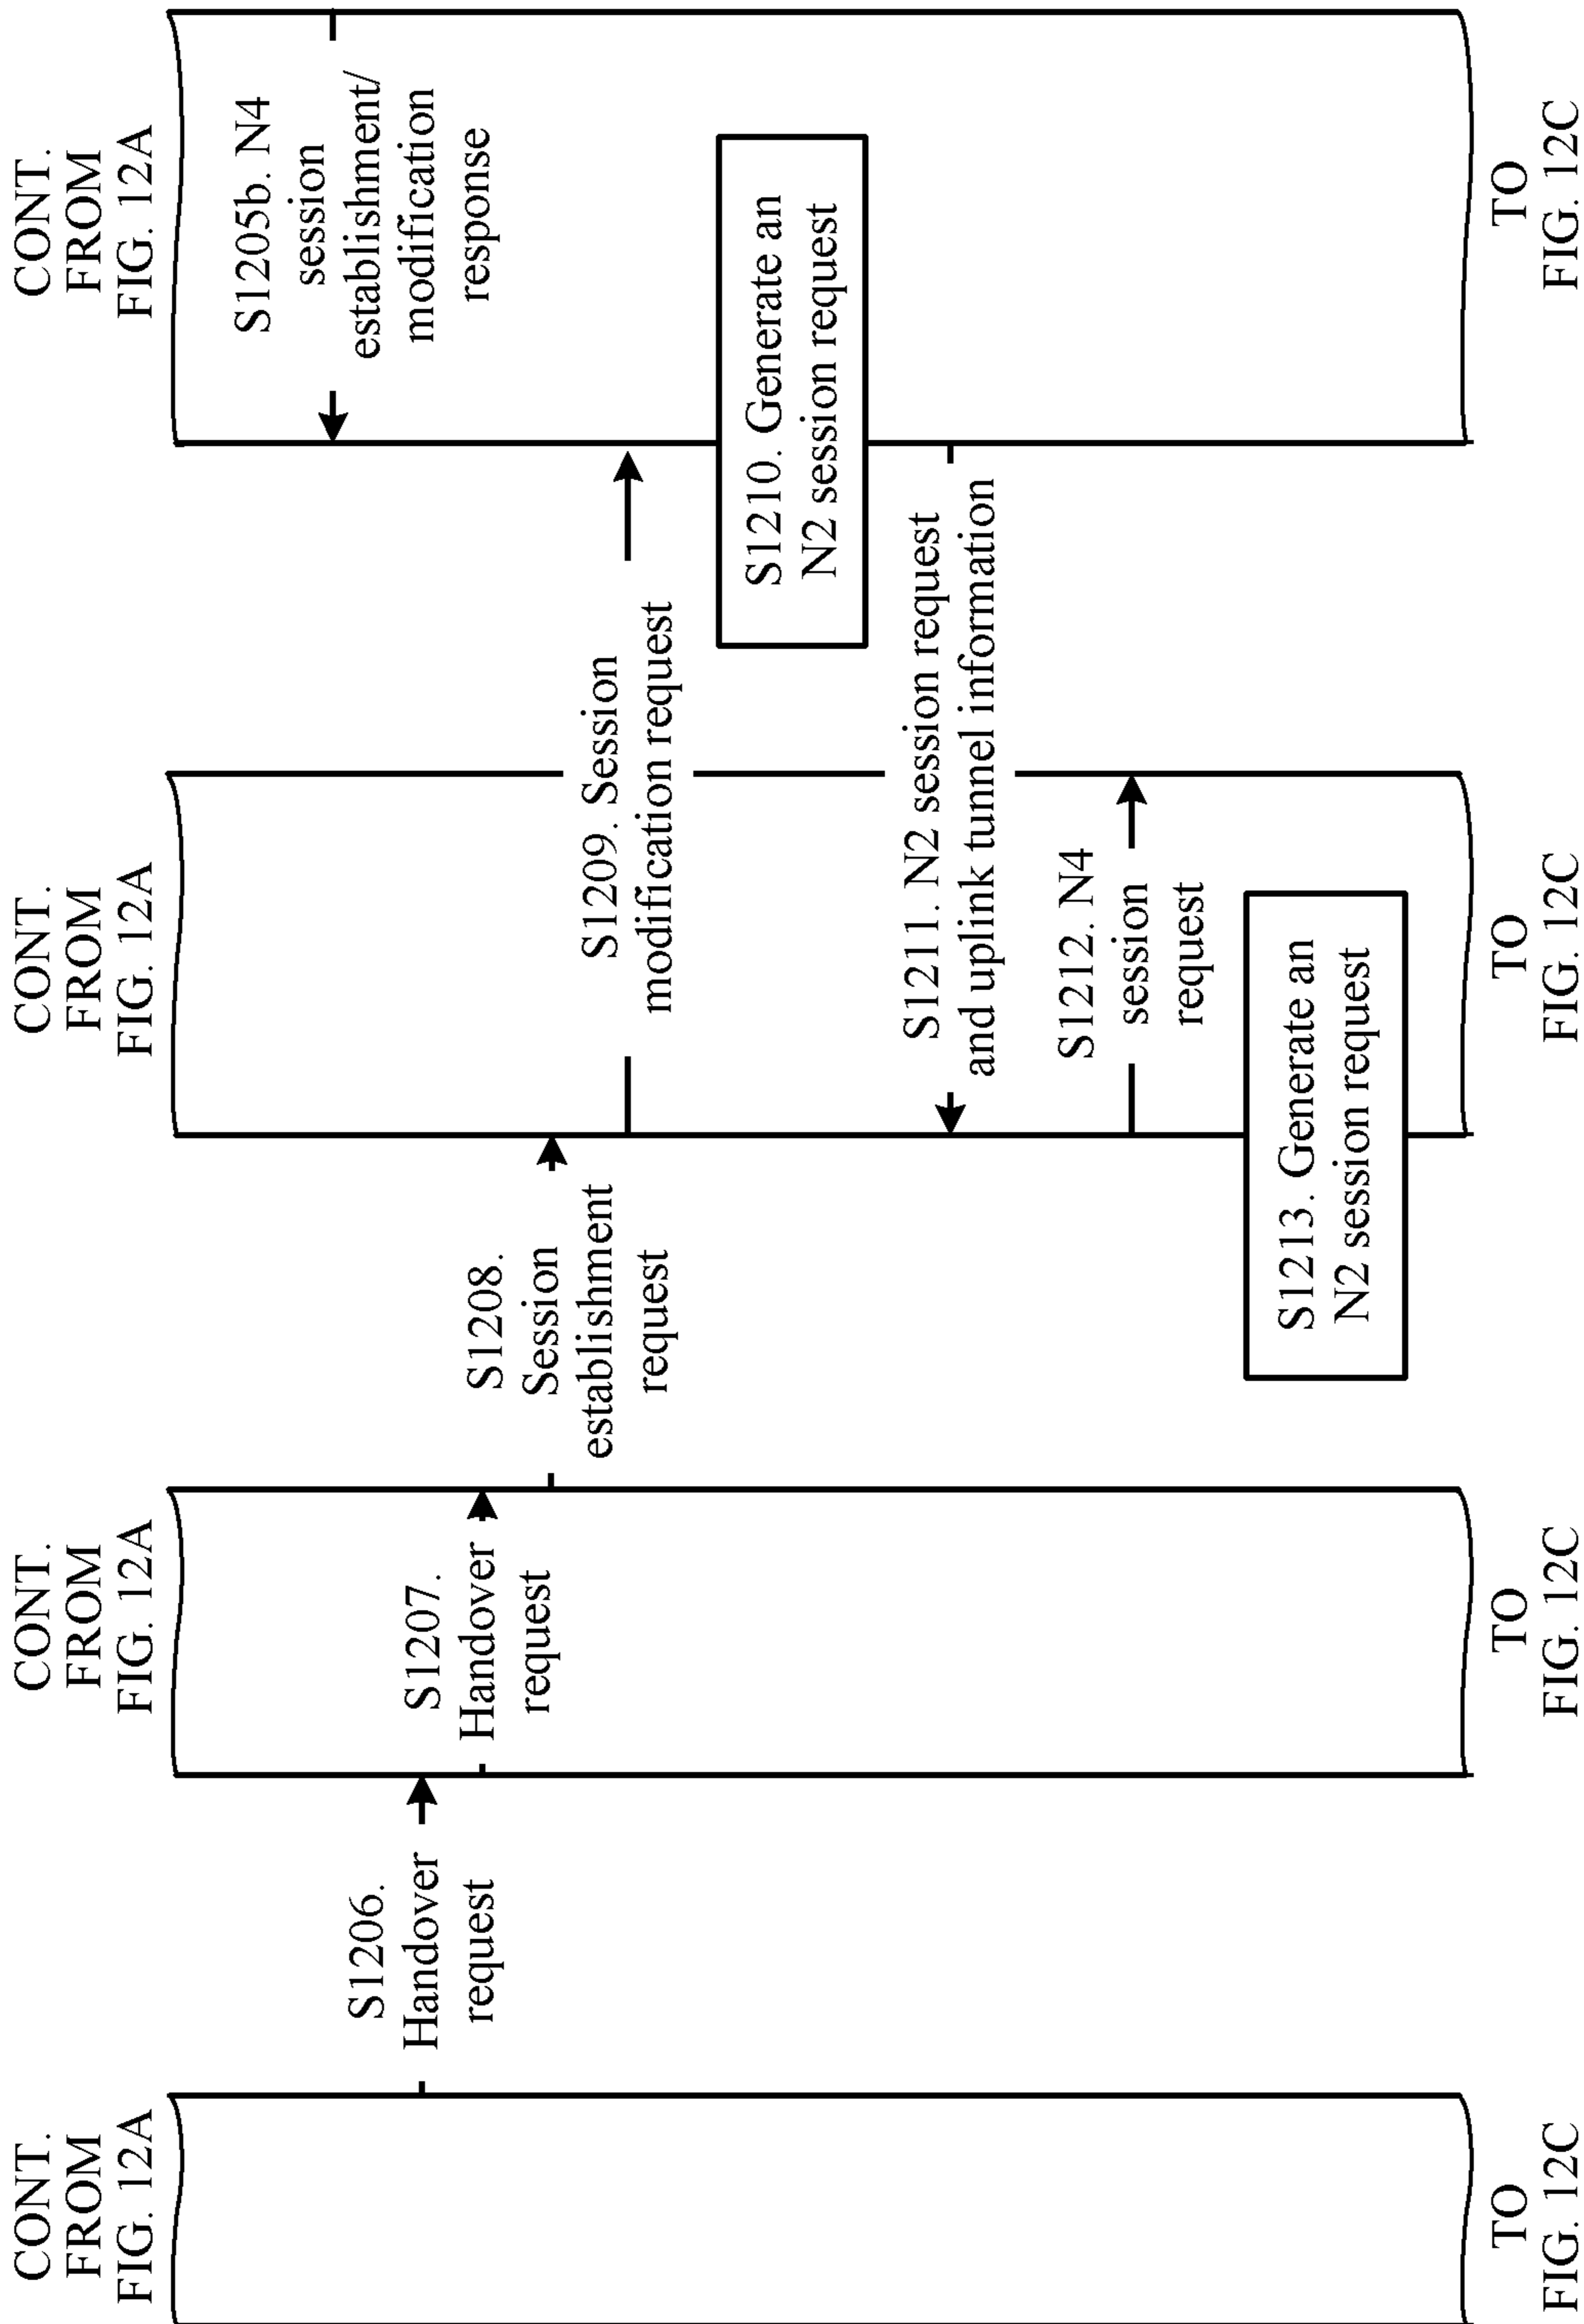 CONT.
FROM
FIG. 12A
CONT.
FROM
FIG. 12A
CONT.
FROM
FIG. 12A
CONT.
FROM
FIG. 12A
S1205b. N4
session
establishment/
modification
response
S1206.
Handover
request
S1207.
Handover
request
S1208.
Session
establishment
request
S1209. Session
modification request
S1210. Generate an
N2 session request
S1211. N2 session request
and uplink tunnel information
S1212. N4
session
request
S1213. Generate an
N2 session request
TO
FIG. 12C
TO
FIG. 12C
TO
FIG. 12C
TO
FIG. 12C